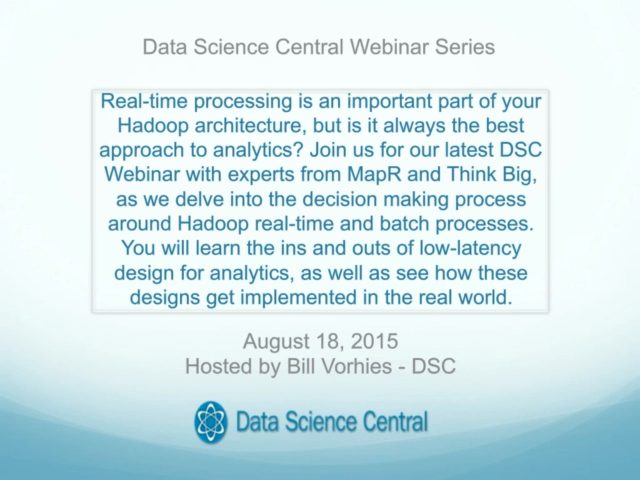 Data Science Central Webinar Series
Real-time processing is an important part of your
Hadoop architecture, but is it always the best
approach to analytics? Join us for our latest DSC
Webinar with experts from MapR and Think Big,
as we delve into the decision making process
around Hadoop real-time and batch processes.
You will learn the ins and outs of low-latency
design for analytics, as well as see how these
designs get implemented in the real world.
August 18, 2015
Hosted by Bill Vorhies - DSC
Data Science Central